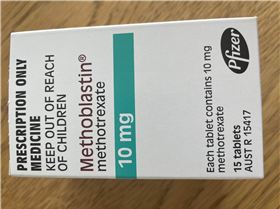 PRESCRIPTION ONLY
MEDICINE
KEEP OUT OF REACH
OF CHILDREN
Methoblastin®
methotrexate
10 mg
Pfizer
Each tablet contains 10 mg
methotrexate
15 tablets
AUST R 15417